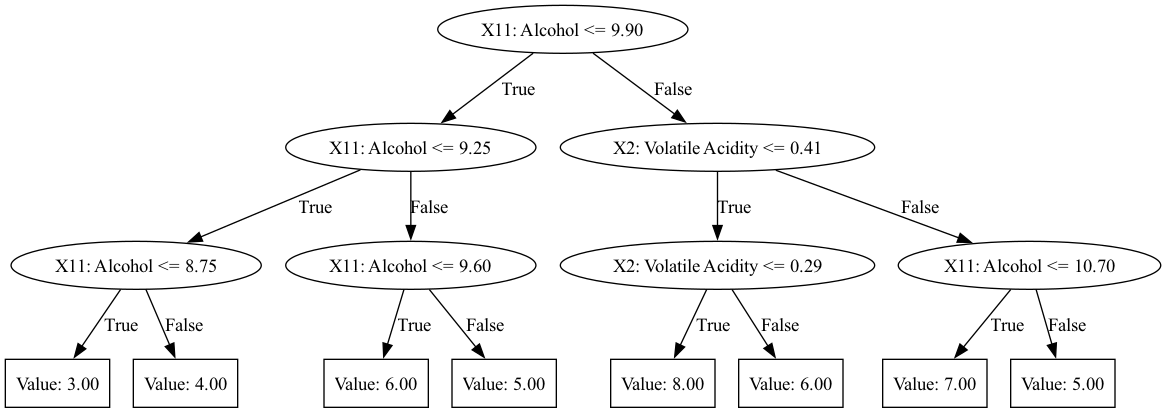 X11: Alcohol <= 9.90
True
False
X11: Alcohol <= 9.25
X2: Volatile Acidity <= 0.41
True
False
True
False
X11: Alcohol <= 8.75
X11: Alcohol <= 9.60
X2: Volatile Acidity <= 0.29
X11: Alcohol <= 10.70
True
False
True
False
True
False
True
False
Value: 3.00
Value: 4.00
Value: 6.00
Value: 5.00
Value: 8.00
Value: 6.00
Value: 7.00
Value: 5.00